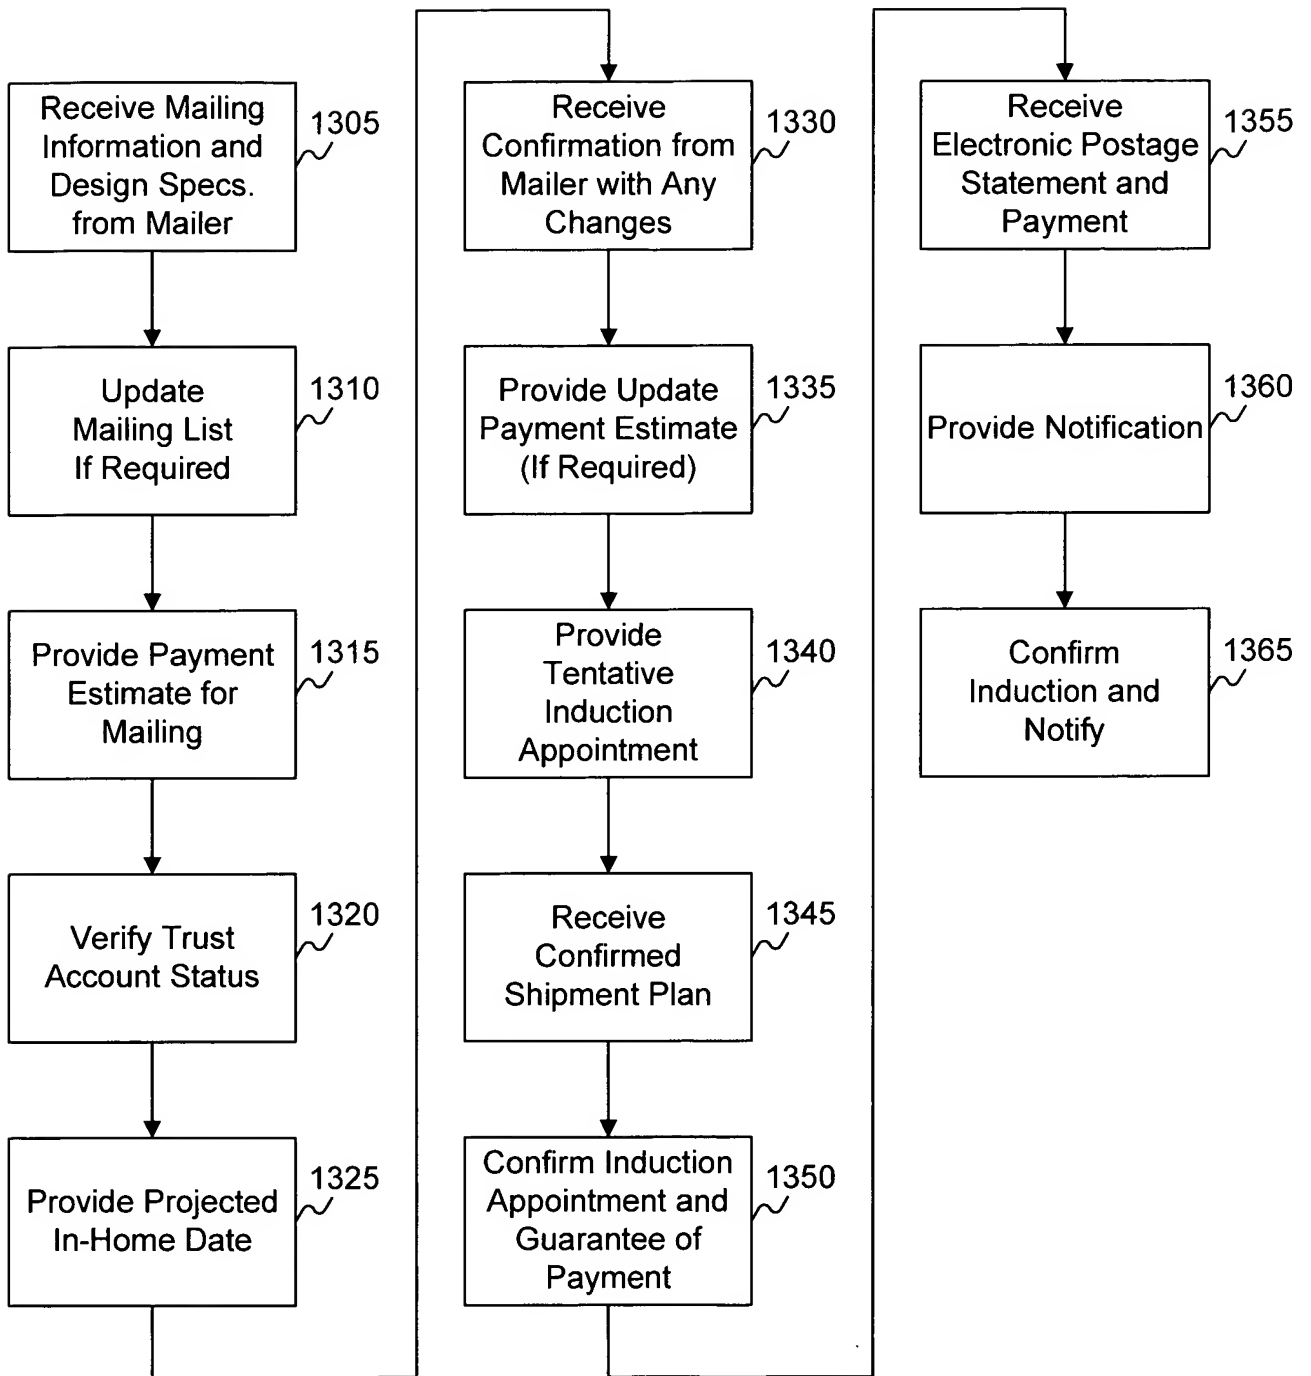 Receive Mailing
Information and
Design Specs.
from Mailer
1305
Update
Mailing List
If Required
1310
Provide Payment
Estimate for
Mailing
1315
Verify Trust
Account Status
1320
Provide Projected
In-Home Date
1325
Receive
Confirmation from
Mailer with Any
Changes
1330
Provide Update
Payment Estimate
(If Required)
1335
Provide
Tentative
Induction
Appointment
1340
Receive
Confirmed
Shipment Plan
1345
Confirm Induction
Appointment and
Guarantee of
Payment
1350
Receive
Electronic Postage
Statement and
Payment
1355
Provide Notification
1360
Confirm
Induction and
Notify
1365